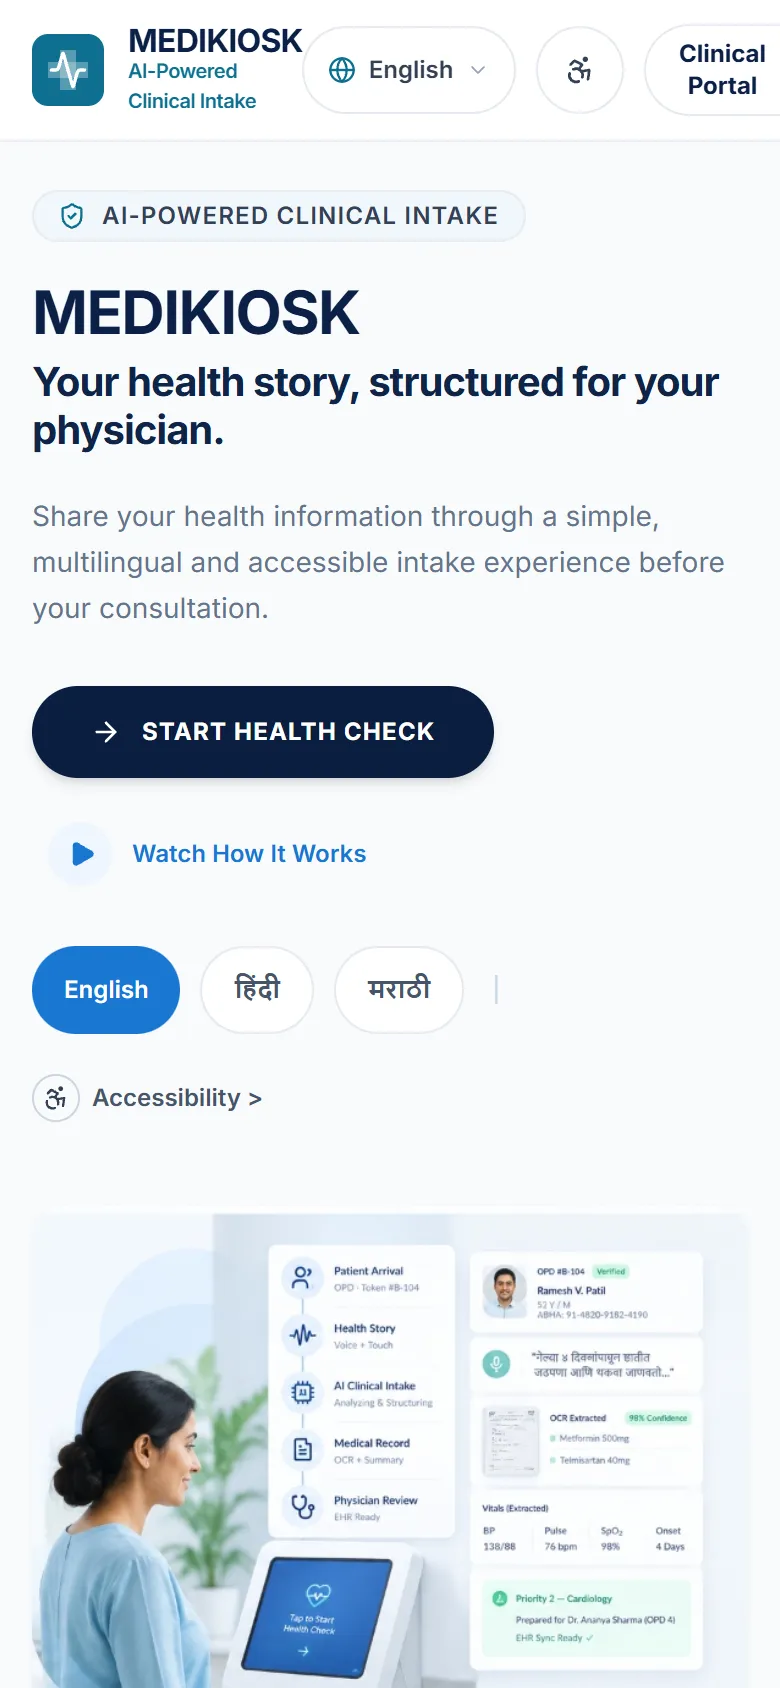 MEDIKIOSK
AI-Powered
Clinical Intake
English
Clinical
Portal
AI-POWERED CLINICAL INTAKE
MEDIKIOSK
Your health story, structured for your
physician.
Share your health information through a simple,
multilingual and accessible intake experience before
your consultation.
START HEALTH CHECK
Watch How It Works
English
हिंदी
मराठी
Accessibility >
Patient Arrival
OPD · Token #B-104
Health Story
Voice + Touch
AI Clinical Intake
Analyzing & Structuring
Medical Record
OCR + Summary
Physician Review
EHR Ready
Tap to Start
Health Check
OPD #B-104
Verified
Ramesh V. Patil
52 Y / M
ABHA: 91-4820-9182-4190
"गेल्या ४ दिवसांपासून छातीत
जडपणा आणि थकवा जाणवतो..."
OCR Extracted
98% Confidence
Metformin 500mg
Telmisartan 40mg
Vitals (Extracted)
BP
Pulse
SpO₂
Onset
138/88
76 bpm
98%
4 Days
Priority 2 — Cardiology
Prepared for Dr. Ananya Sharma (OPD 4)
EHR Sync Ready ✓